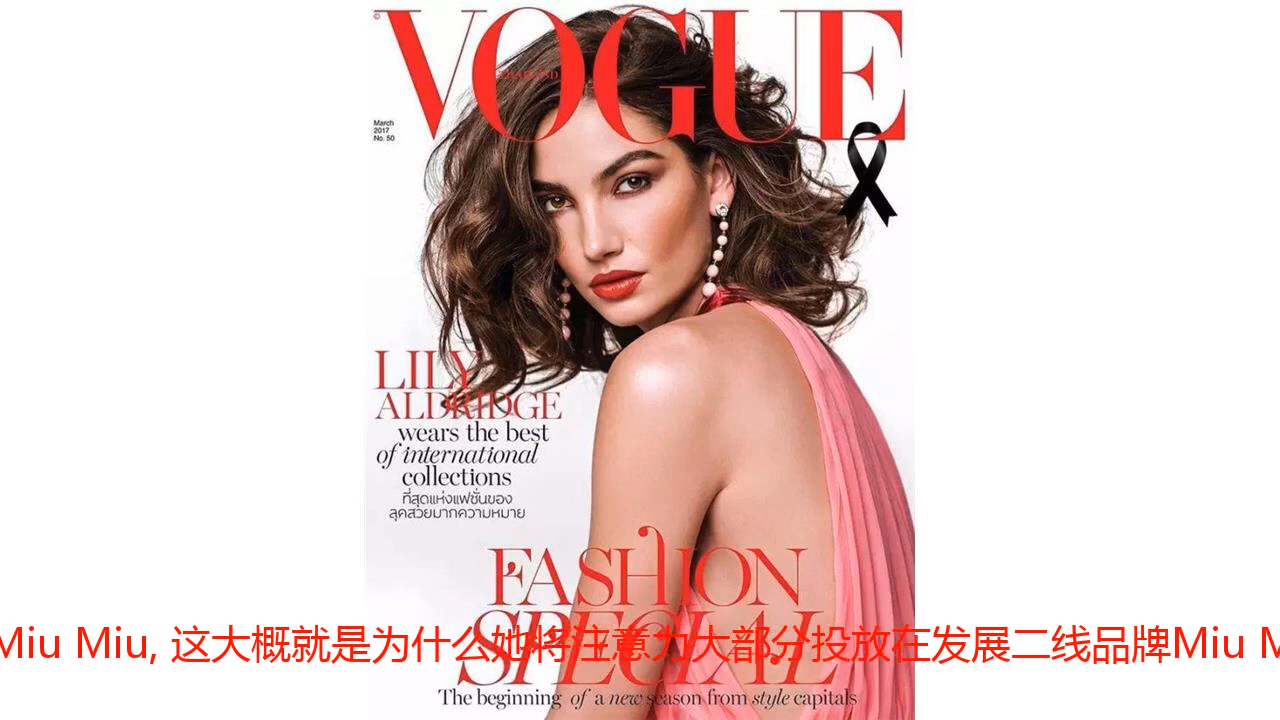 VOGUE
THAILAND
March
2017
No. 50
LILY
ALDRIDGE
wears the best
of international
collections
ที่สุดแห่งแฟชั่นของ
ลุคสวยมากความหมาย
FASHION
SPECIAL
Miu Miu, 这大概就是为什么她将注意力大部分投放在发展二线品牌Miu M
The beginning of a new season from style capitals